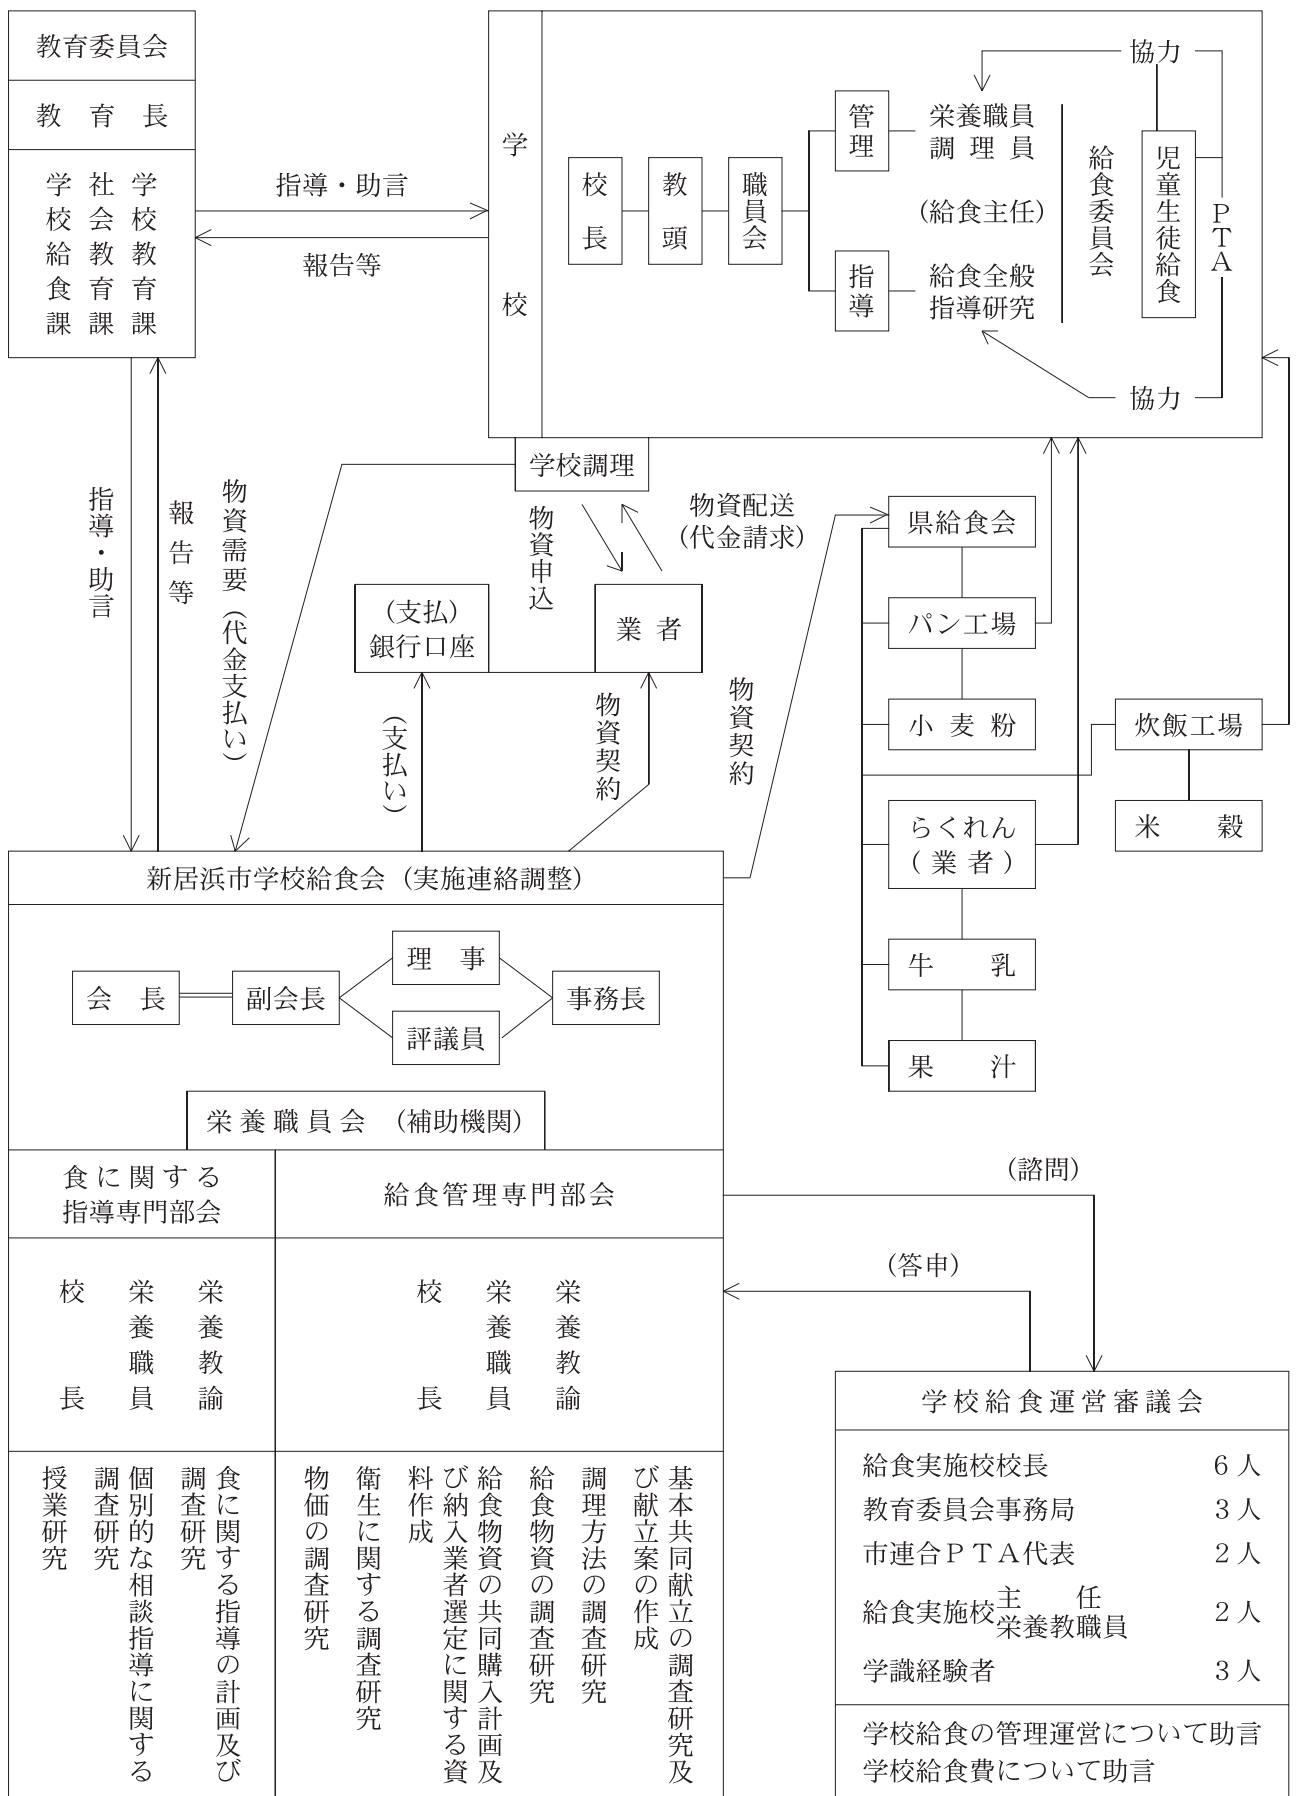 教育委員会
教育長
学校教育課
社会教育課
学校給食課
指導・助言
報告等
学校
校長
教頭
職員会
管理
指導
栄養職員
調理員
(給食主任)
給食全般
指導研究
給食委員会
児童生徒給食
PTA
協力
協力
学校調理
指導・助言
報告等
物資需要(代金支払い)
物資申込
物資配送
(代金請求)
(支払)
銀行口座
業者
(支払い)
物資契約
物資契約
県給食会
パン工場
小麦粉
らくれん
(業者)
牛乳
果汁
炊飯工場
米穀
新居浜市学校給食会(実施連絡調整)
会長
副会長
理事
評議員
事務長
栄養職員会(補助機関)
食に関する
指導専門部会
給食管理専門部会
栄養教諭
栄養職員
校長
栄養教諭
栄養職員
校長
食に関する指導の計画及び
調査研究
個別的な相談指導に関する
調査研究
授業研究
基本共同献立の調査研究及
び献立案の作成
調理方法の調査研究
給食物資の調査研究
給食物資の共同購入計画及
び納入業者選定に関する資
料作成
衛生に関する調査研究
物価の調査研究
(諮問)
(答申)
学校給食運営審議会
給食実施校校長 6人
教育委員会事務局 3人
市連合PTA代表 2人
給食実施校主任
栄養教職員 2人
学識経験者 3人
学校給食の管理運営について助言
学校給食費について助言